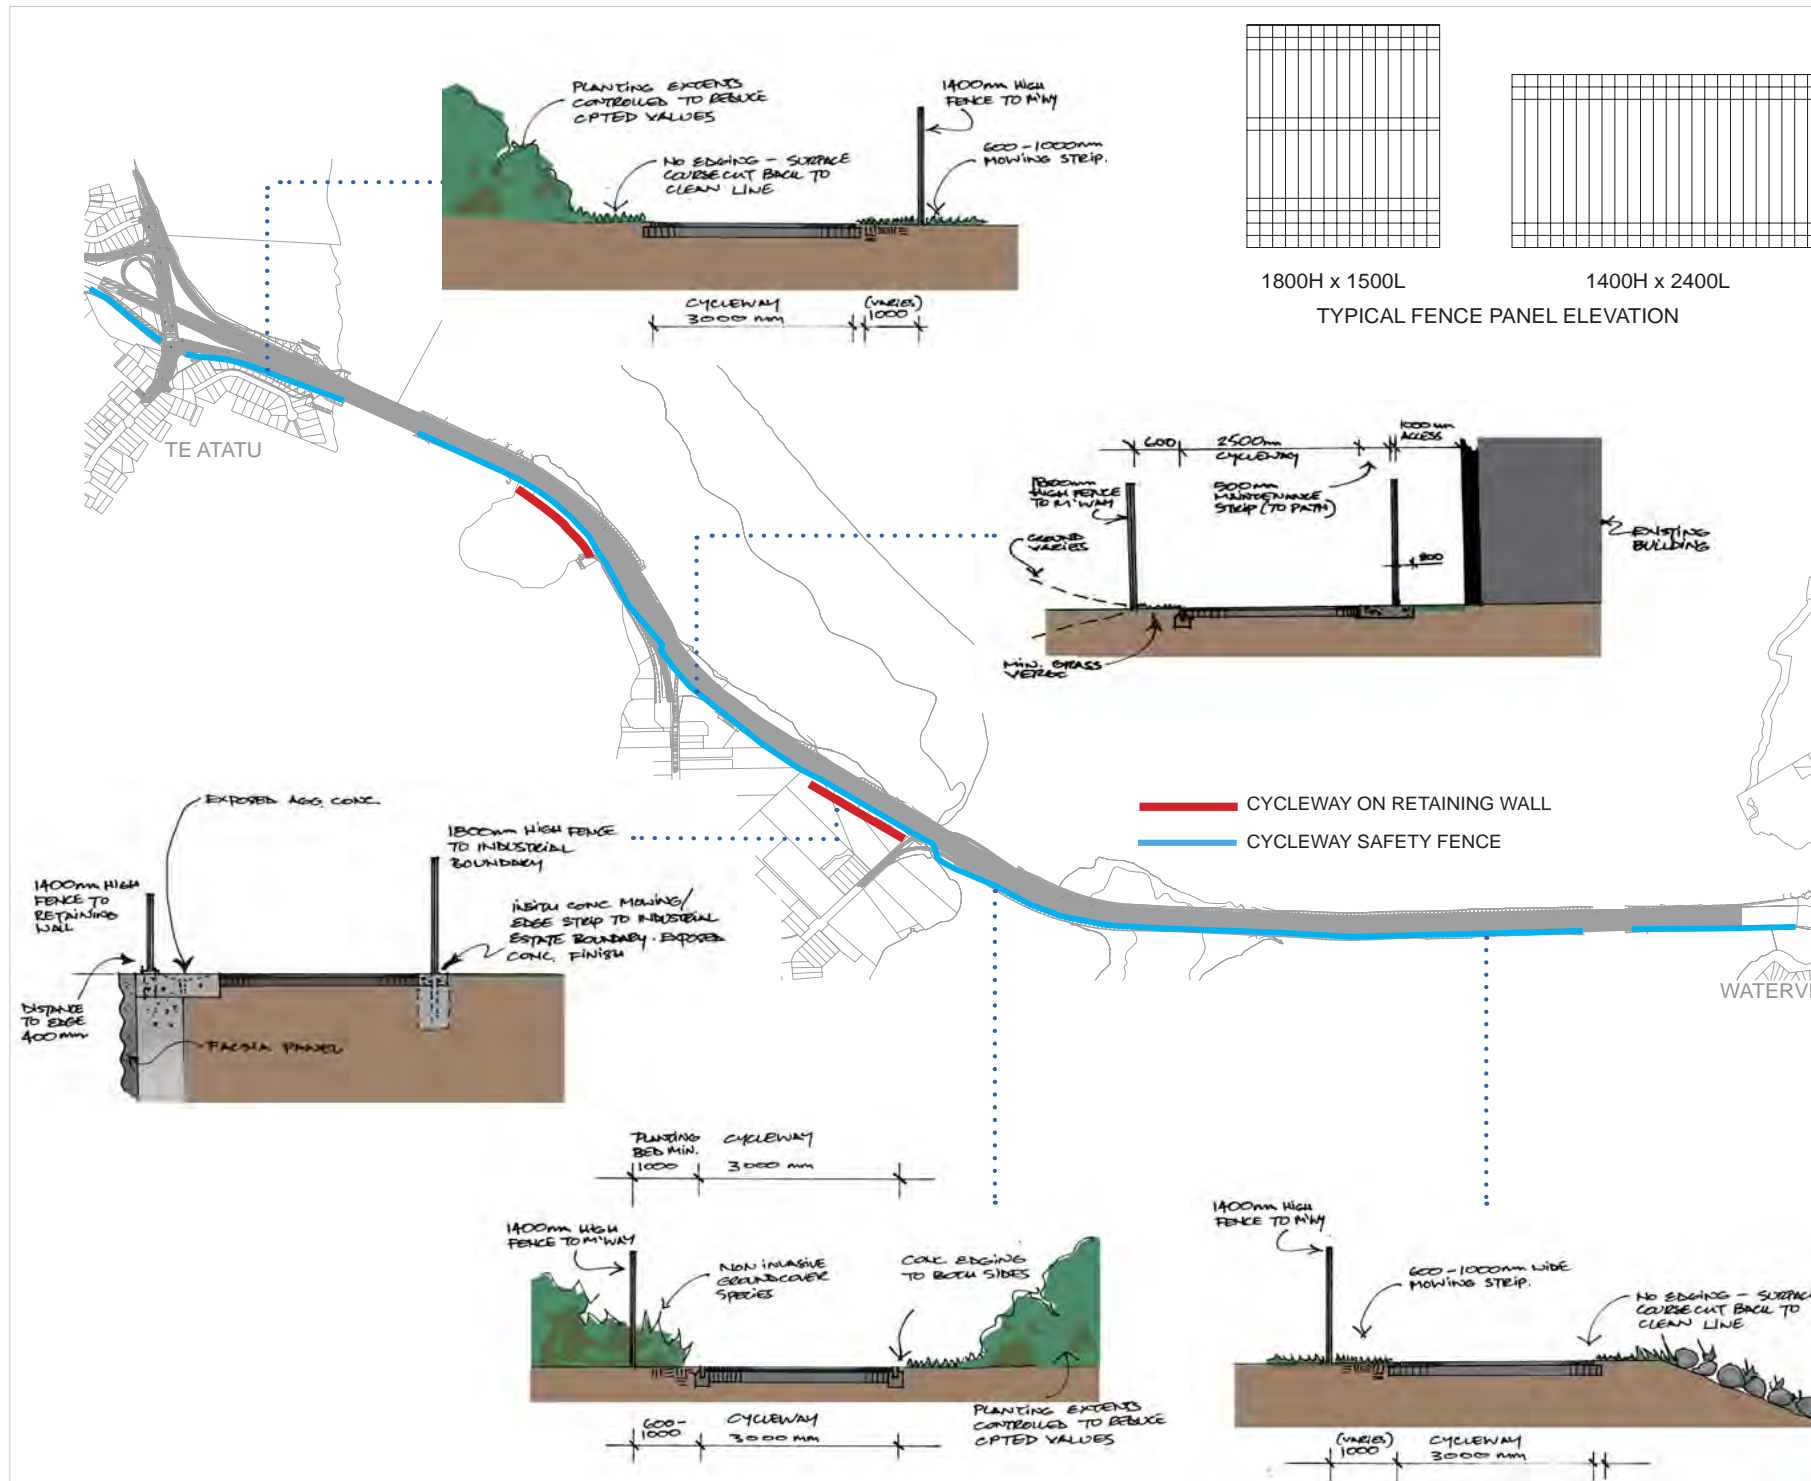 PLANTING EXTENTS
CONTROLLED TO REDUCE
CPTED VALUES
NO EDGING - SURFACE
COURSE CUT BACK TO
CLEAN LINE
1400mm HIGH
FENCE TO M'WY
600-1000mm
MOWING STRIP.
CYCLEWAY
3000 mm
(VARIES)
1000
1800H x 1500L
1400H x 2400L
TYPICAL FENCE PANEL ELEVATION
TE ATATU
600
2500mm
CYCLEWAY
1000mm
ACCESS
1800mm
HIGH FENCE
TO M'WAY
500mm
MAINTENANCE
STRIP (TO PATH)
GROUND
VARIES
EXISTING
BUILDING
MIN. GRASS
VERGE
CYCLEWAY ON RETAINING WALL
CYCLEWAY SAFETY FENCE
EXPOSED AGG. CONC.
1800mm HIGH FENCE
TO INDUSTRIAL
BOUNDARY
1400mm HIGH
FENCE TO
RETAINING
WALL
INSITU CONC MOWING/
EDGE STRIP TO INDUSTRIAL
ESTATE BOUNDARY. EXPOSED
CONC. FINISH
DISTANCE
TO EDGE
400mm
FACSIA PANEL
WATERVI
PLANTING
BED MIN.
1000
CYCLEWAY
3000 mm
1400mm HIGH
FENCE TO M'WAY
NON INVASIVE
GROUNDCOVER
SPECIES
CONC. EDGING
TO BOTH SIDES
600-
1000
CYCLEWAY
3000 mm
PLANTING EXTENTS
CONTROLLED TO REDUCE
CPTED VALUES
1400mm HIGH
FENCE TO M'WY
600-1000mm WIDE
MOWING STRIP.
NO EDGING - SURFACE
COURSE CUT BACK TO
CLEAN LINE
(VARIES)
1000
CYCLEWAY
3000 mm